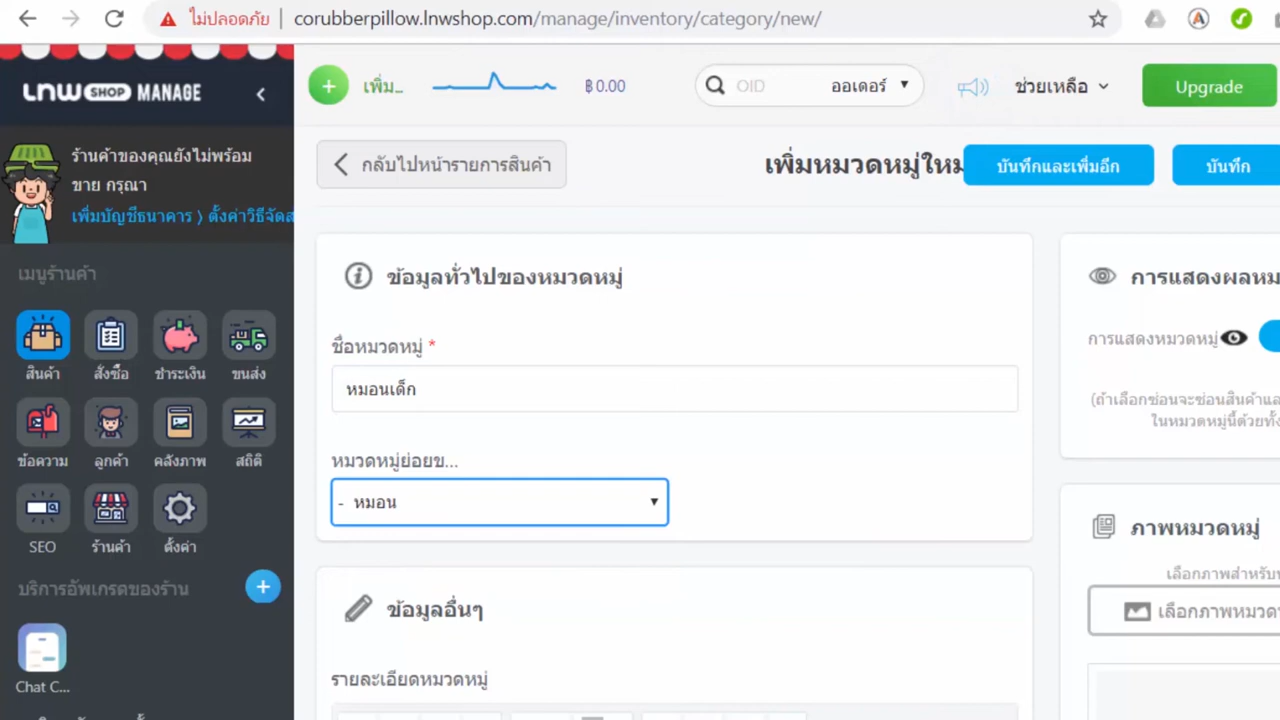 ไม่ปลอดภัย
corubberpillow.lnwshop.com/manage/inventory/category/new/
LNW SHOP MANAGE
เพิ่ม...
฿0.00
OID
ออเดอร์
ช่วยเหลือ
Upgrade
ร้านค้าของคุณยังไม่พร้อม
ขาย กรุณา
เพิ่มบัญชีธนาคาร ⟩ ตั้งค่าวิธีจัดส
กลับไปหน้ารายการสินค้า
เพิ่มหมวดหมู่ใหม
บันทึกและเพิ่มอีก
บันทึก
เมนูร้านค้า
สินค้า
สั่งซื้อ
ชำระเงิน
ขนส่ง
ข้อความ
ลูกค้า
คลังภาพ
สถิติ
SEO
ร้านค้า
ตั้งค่า
บริการอัพเกรดของร้าน
Chat C...
ข้อมูลทั่วไปของหมวดหมู่
ชื่อหมวดหมู่ *
หมอนเด็ก
หมวดหมู่ย่อยข...
- หมอน
ข้อมูลอื่นๆ
รายละเอียดหมวดหมู่
การแสดงผลหม
การแสดงหมวดหมู่
(ถ้าเลือกซ่อนจะซ่อนสินค้าแล
ในหมวดหมู่นี้ด้วยทั้ง
ภาพหมวดหมู่
เลือกภาพสำหรับ
เลือกภาพหมวด